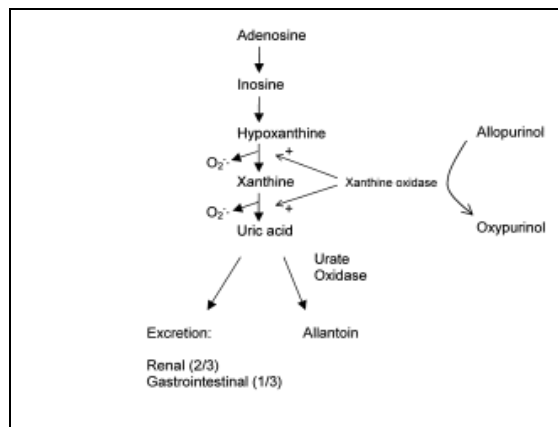 Adenosine
Inosine
Hypoxanthine
Allopurinol
+
O₂⁻·
Xanthine
Xanthine oxidase
O₂⁻·
+
Uric acid
Oxypurinol
Urate
Oxidase
Excretion:
Allantoin
Renal (2/3)
Gastrointestinal (1/3)